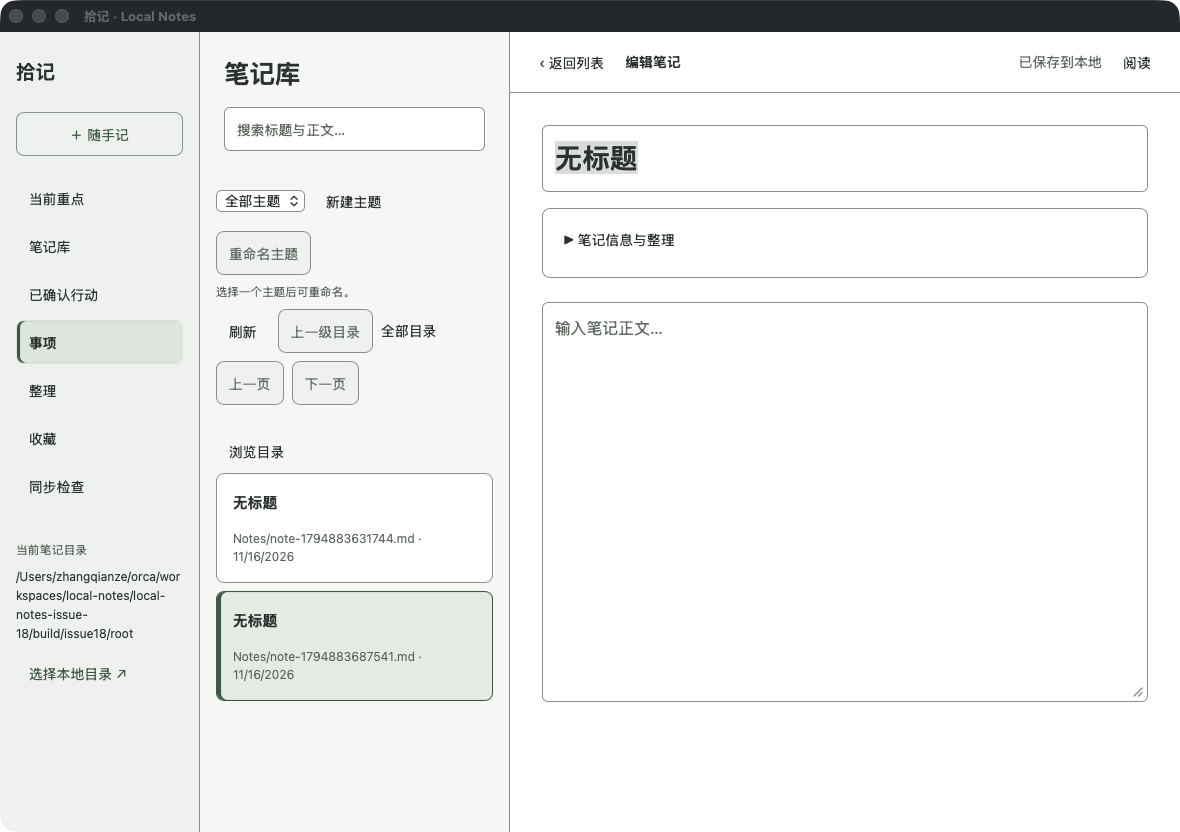 拾记 · Local Notes
拾记
+ 随手记
当前重点
笔记库
已确认行动
事项
整理
收藏
同步检查
当前笔记目录
/Users/zhangqianze/orca/wor
kspaces/local-notes/local-
notes-issue-
18/build/issue18/root
选择本地目录 ↗
笔记库
搜索标题与正文...
全部主题
新建主题
重命名主题
选择一个主题后可重命名。
刷新
上一级目录
全部目录
上一页
下一页
浏览目录
无标题
Notes/note-1794883631744.md ·
11/16/2026
无标题
Notes/note-1794883687541.md ·
11/16/2026
‹ 返回列表
编辑笔记
已保存到本地
阅读
无标题
▶ 笔记信息与整理
输入笔记正文...